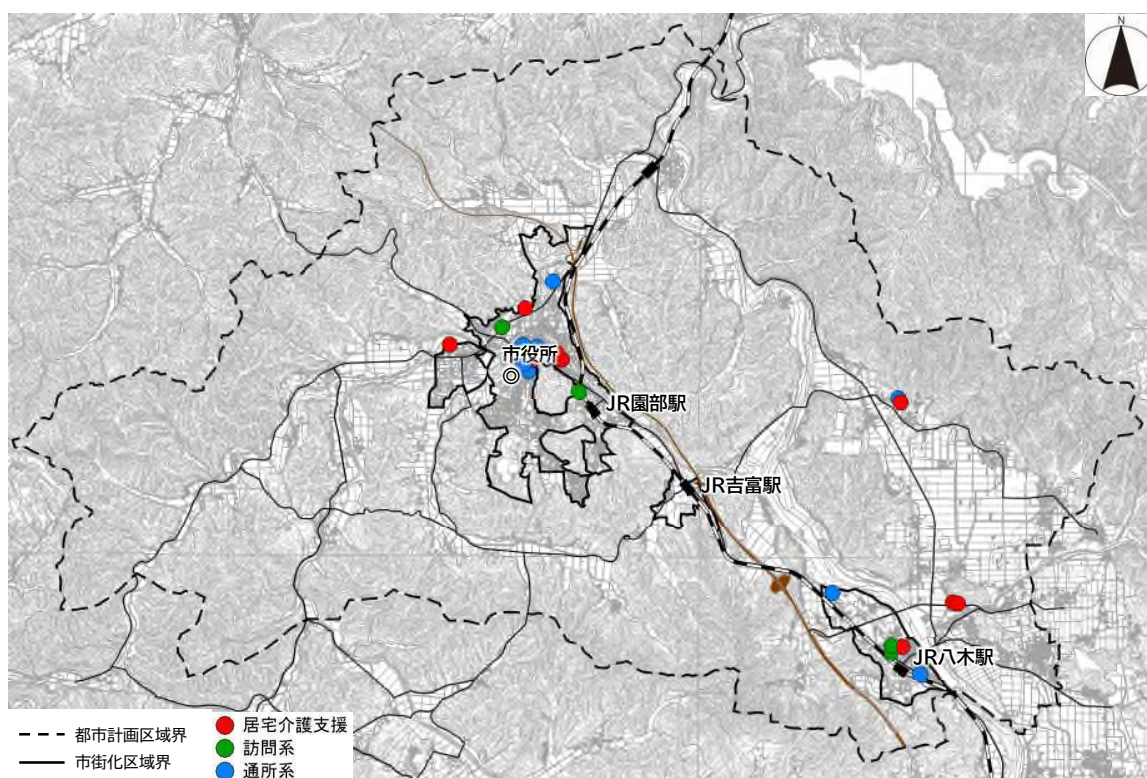 N
市役所
JR園部駅
JR吉富駅
JR八木駅
都市計画区域界
市街化区域界
居宅介護支援
訪問系
通所系